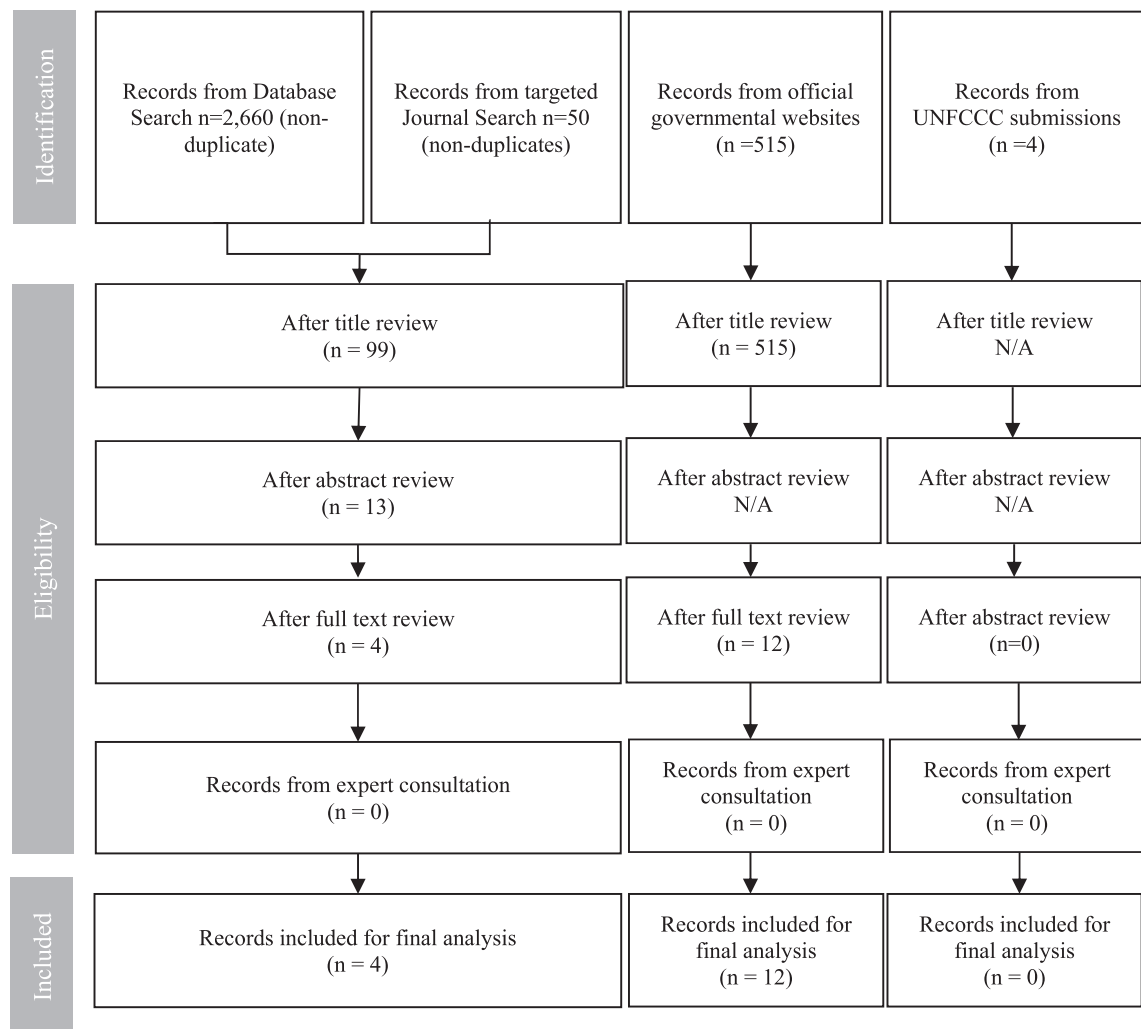 Identification
Records from Database
Search n=2,660 (non-
duplicate)
Records from targeted
Journal Search n=50
(non-duplicates)
Records from official
governmental websites
(n =515)
Records from
UNFCCC submissions
(n =4)
Eligibility
After title review
(n = 99)
After title review
(n = 515)
After title review
N/A
After abstract review
(n = 13)
After abstract review
N/A
After abstract review
N/A
After full text review
(n = 4)
After full text review
(n = 12)
After abstract review
(n=0)
Records from expert consultation
(n = 0)
Records from expert
consultation
(n = 0)
Records from expert
consultation
(n = 0)
Included
Records included for final analysis
(n = 4)
Records included for
final analysis
(n = 12)
Records included for
final analysis
(n = 0)